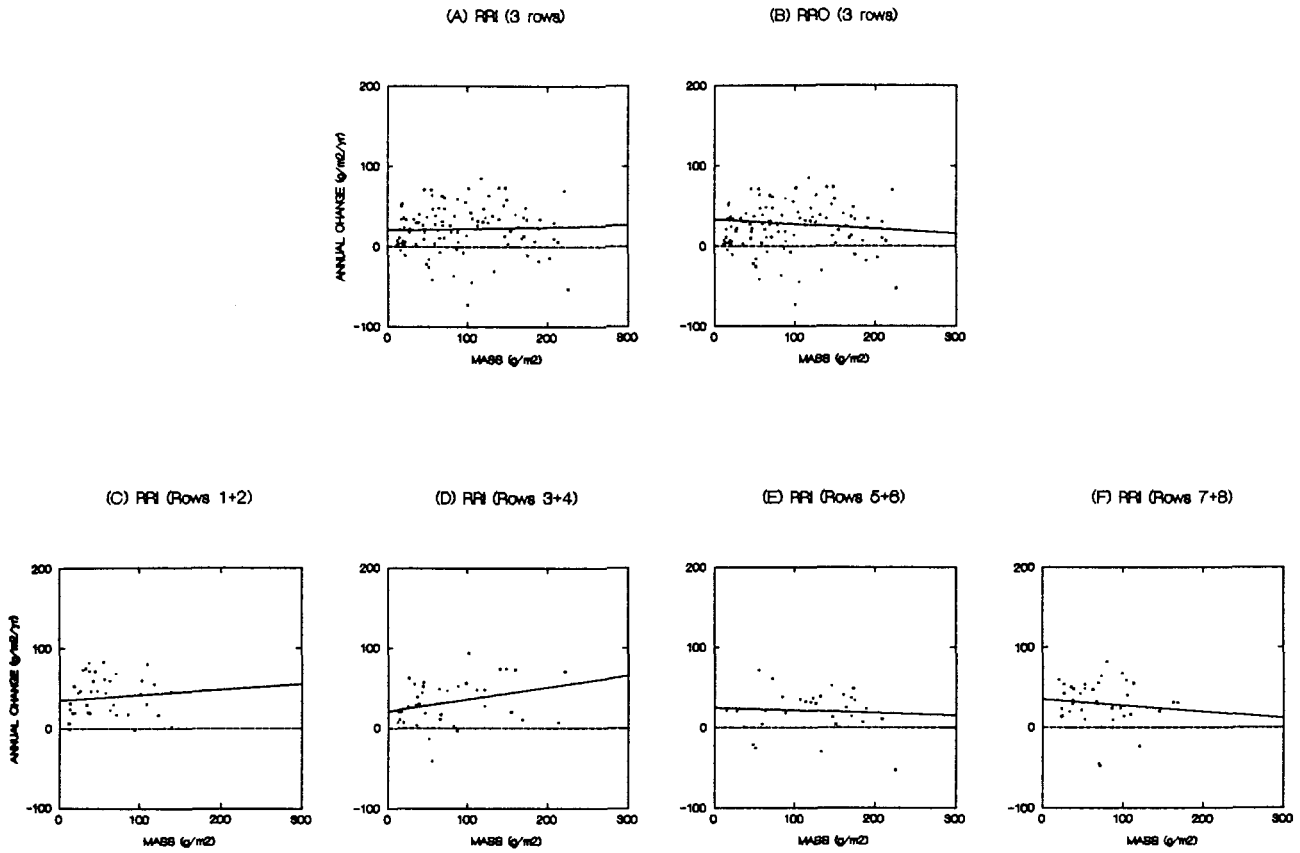 (A) RRI (3 rows)
(B) RRO (3 rows)
200
100
0
-100
ANNUAL CHANGE (g/m2/yr)
0 100 200 300
MASS (g/m2)
200
100
0
-100
0 100 200 300
MASS (g/m2)
(C) RRI (Rows 1+2)
(D) RRI (Rows 3+4)
(E) RRI (Rows 5+6)
(F) RRI (Rows 7+8)
200
100
0
-100
ANNUAL CHANGE (g/m2/yr)
0 100 200 300
MASS (g/m2)
200
100
0
-100
0 100 200 300
MASS (g/m2)
200
100
0
-100
0 100 200 300
MASS (g/m2)
200
100
0
-100
0 100 200 300
MASS (g/m2)